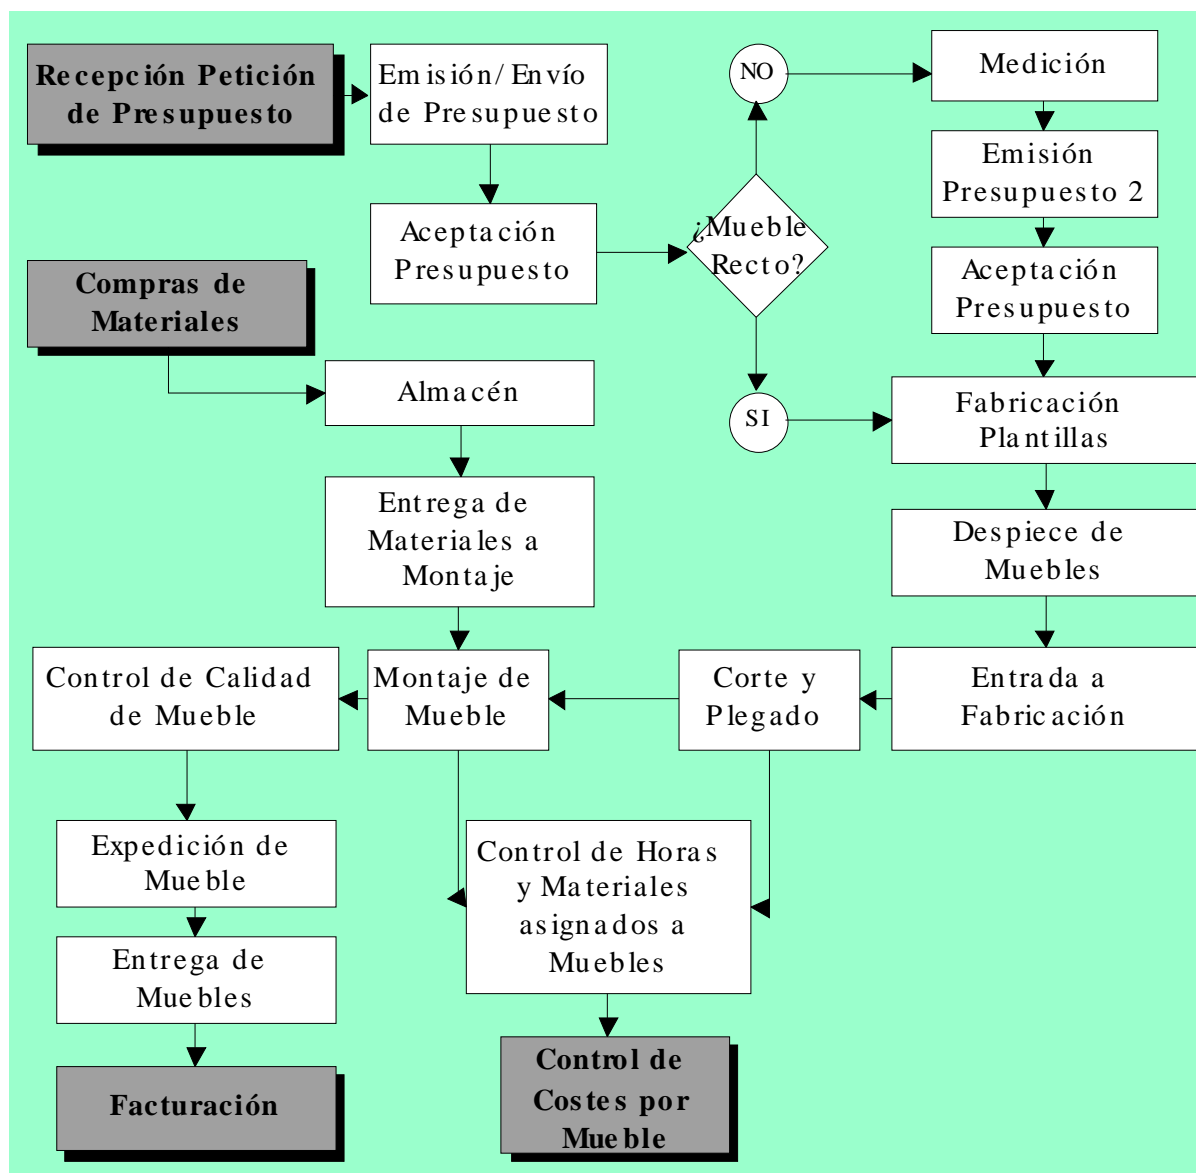 Recepción Petición
de Presupuesto
Emisión/Envío
de Presupuesto
Aceptación
Presupuesto
¿Mueble
Recto?
NO
Medición
Emisión
Presupuesto 2
Aceptación
Presupuesto
SI
Fabricación
Plantillas
Despiece de
Muebles
Entrada a
Fabricación
Corte y
Plegado
Compras de
Materiales
Almacén
Entrega de
Materiales a
Montaje
Montaje de
Mueble
Control de Calidad
de Mueble
Expedición de
Mueble
Entrega de
Muebles
Facturación
Control de Horas
y Materiales
asignados a
Muebles
Control de
Costes por
Mueble